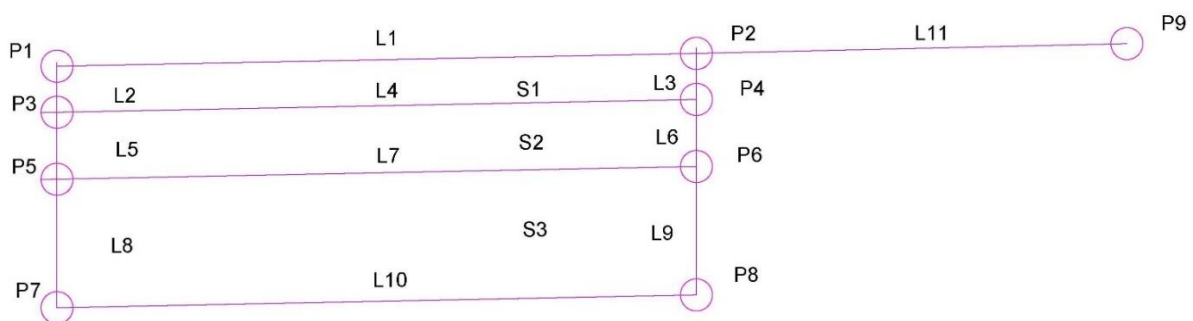 P1 L1 P2 L11 P9
P3 L2 L4 S1 L3 P4
P5 L5 L7 S2 L6 P6
L8 S3 L9
P7 L10 P8